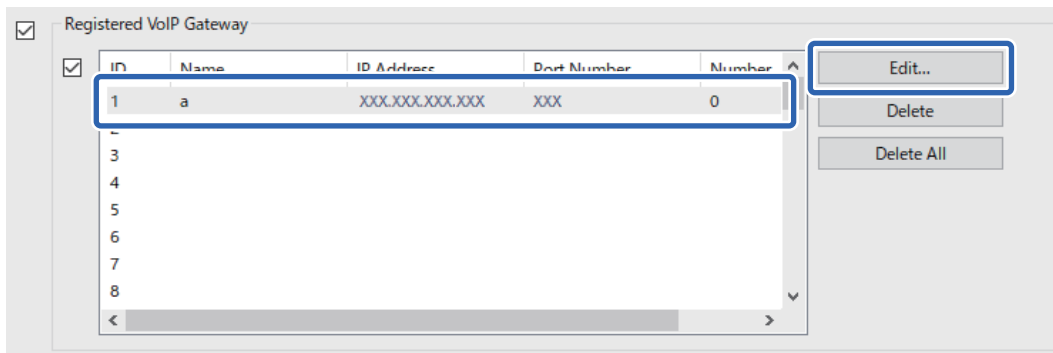 Registered VoIP Gateway
ID Name IP Address Port Number Number
1 a XXX.XXX.XXX.XXX XXX 0
2
3
4
5
6
7
8
Edit...
Delete
Delete All